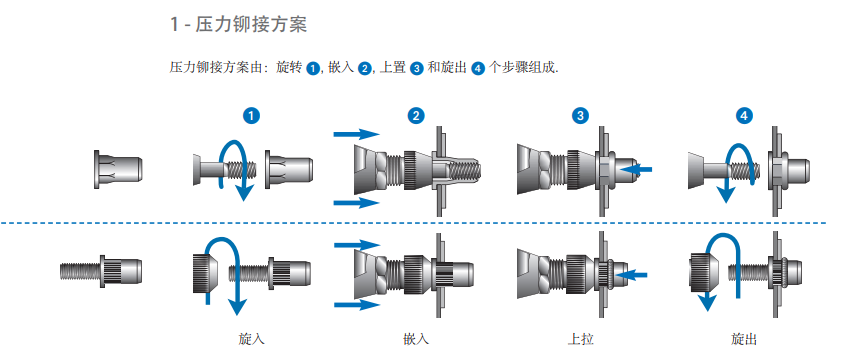 1 - 压力铆接方案
压力铆接方案由：旋转 1, 嵌入 2, 上置 3 和旋出 4 个步骤组成.
1 2 3 4
旋入 嵌入 上拉 旋出